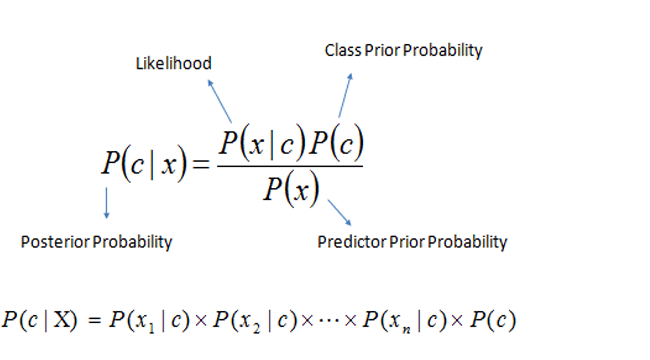 Class Prior Probability
Likelihood
P(c|x) = P(x|c)P(c) / P(x)
Posterior Probability
Predictor Prior Probability
P(c|X) = P(x₁|c) × P(x₂|c) × ⋯ × P(xₙ|c) × P(c)